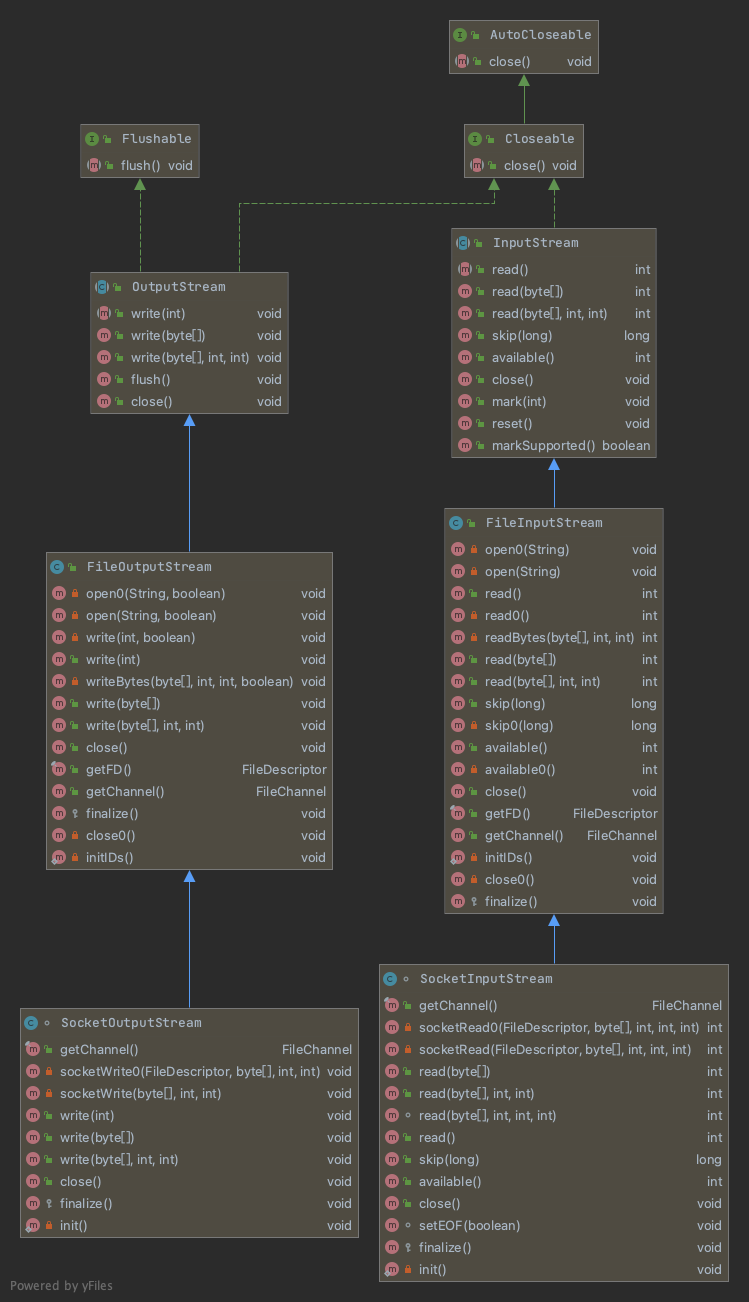 AutoCloseable
close() void
Flushable
flush() void
Closeable
close() void
InputStream
read() int
read(byte[]) int
read(byte[], int, int) int
skip(long) long
available() int
close() void
mark(int) void
reset() void
markSupported() boolean
OutputStream
write(int) void
write(byte[]) void
write(byte[], int, int) void
flush() void
close() void
FileInputStream
open0(String) void
open(String) void
read() int
read0() int
readBytes(byte[], int, int) int
read(byte[]) int
read(byte[], int, int) int
skip(long) long
skip0(long) long
available() int
available0() int
close() void
getFD() FileDescriptor
getChannel() FileChannel
initIDs() void
close0() void
finalize() void
FileOutputStream
open0(String, boolean) void
open(String, boolean) void
write(int, boolean) void
write(int) void
writeBytes(byte[], int, int, boolean) void
write(byte[]) void
write(byte[], int, int) void
close() void
getFD() FileDescriptor
getChannel() FileChannel
finalize() void
close0() void
initIDs() void
SocketInputStream
getChannel() FileChannel
socketRead0(FileDescriptor, byte[], int, int, int) int
socketRead(FileDescriptor, byte[], int, int, int) int
read(byte[]) int
read(byte[], int, int) int
read(byte[], int, int, int) int
read() int
skip(long) long
available() int
close() void
setEOF(boolean) void
finalize() void
init() void
SocketOutputStream
getChannel() FileChannel
socketWrite0(FileDescriptor, byte[], int, int) void
socketWrite(byte[], int, int) void
write(int) void
write(byte[]) void
write(byte[], int, int) void
close() void
finalize() void
init() void
Powered by yFiles